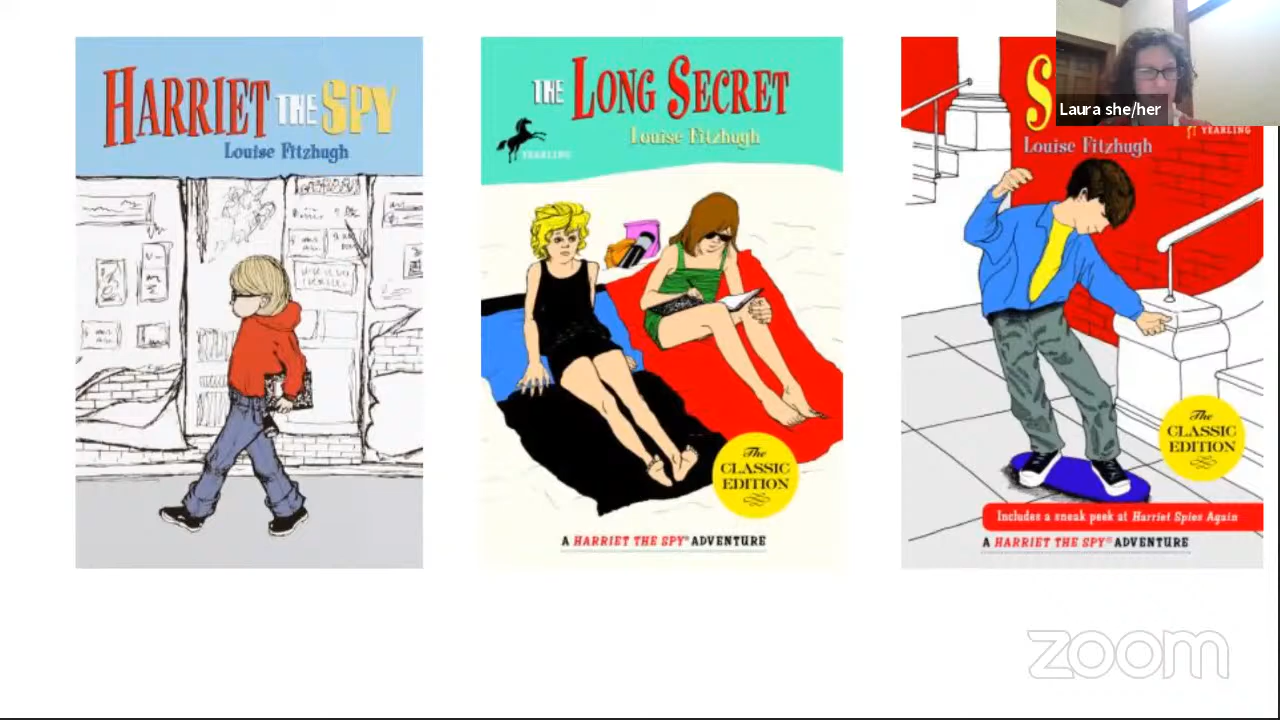 HARRIET THE SPY
Louise Fitzhugh
THE LONG SECRET
Louise Fitzhugh
YEARLING
The
CLASSIC
EDITION
A HARRIET THE SPY® ADVENTURE
S
YEARLING
Louise Fitzhugh
The
CLASSIC
EDITION
Includes a sneak peek at Harriet Spies Again
A HARRIET THE SPY® ADVENTURE
Laura she/her
zoom